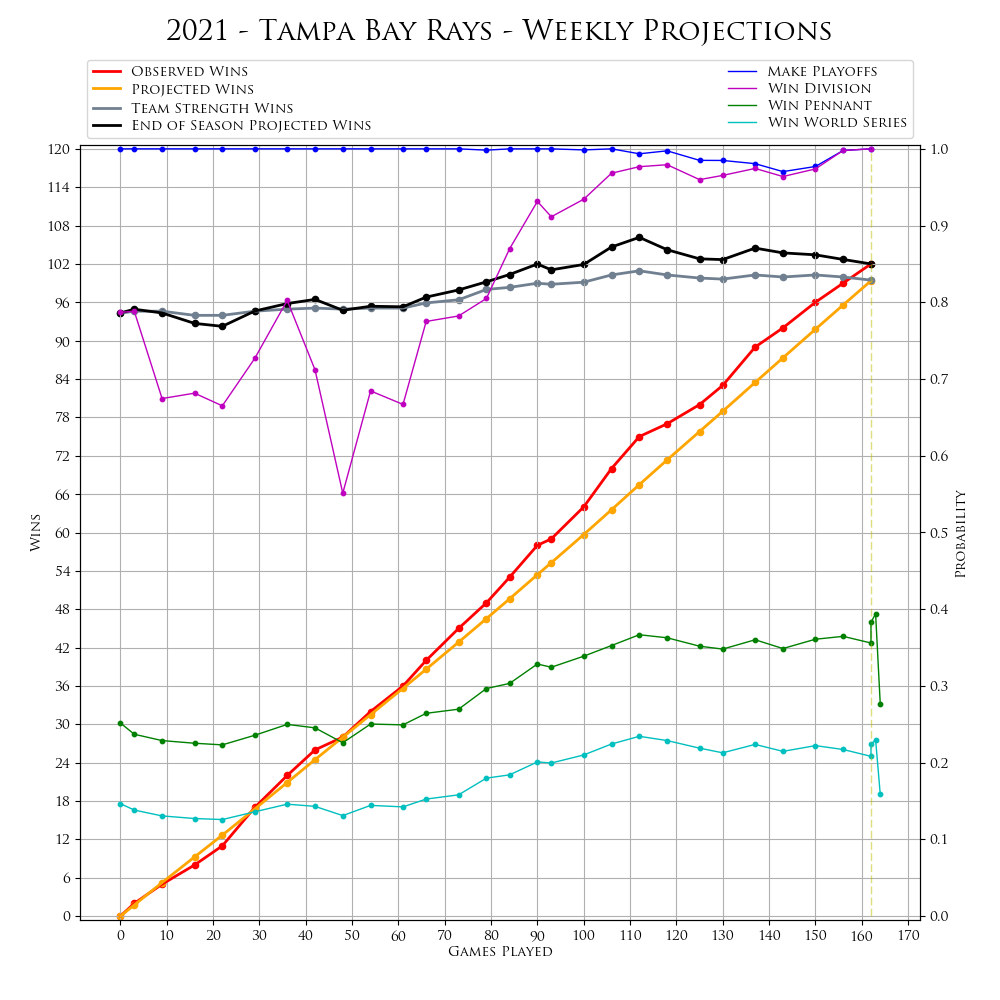 2021 - Tampa Bay Rays - Weekly Projections
Observed Wins
Projected Wins
Team Strength Wins
End of Season Projected Wins
Make Playoffs
Win Division
Win Pennant
Win World Series
120
114
108
102
96
90
84
78
72
66
60
54
48
42
36
30
24
18
12
6
0
Wins
1.0
0.9
0.8
0.7
0.6
0.5
0.4
0.3
0.2
0.1
0.0
Probability
0 10 20 30 40 50 60 70 80 90 100 110 120 130 140 150 160 170
Games Played